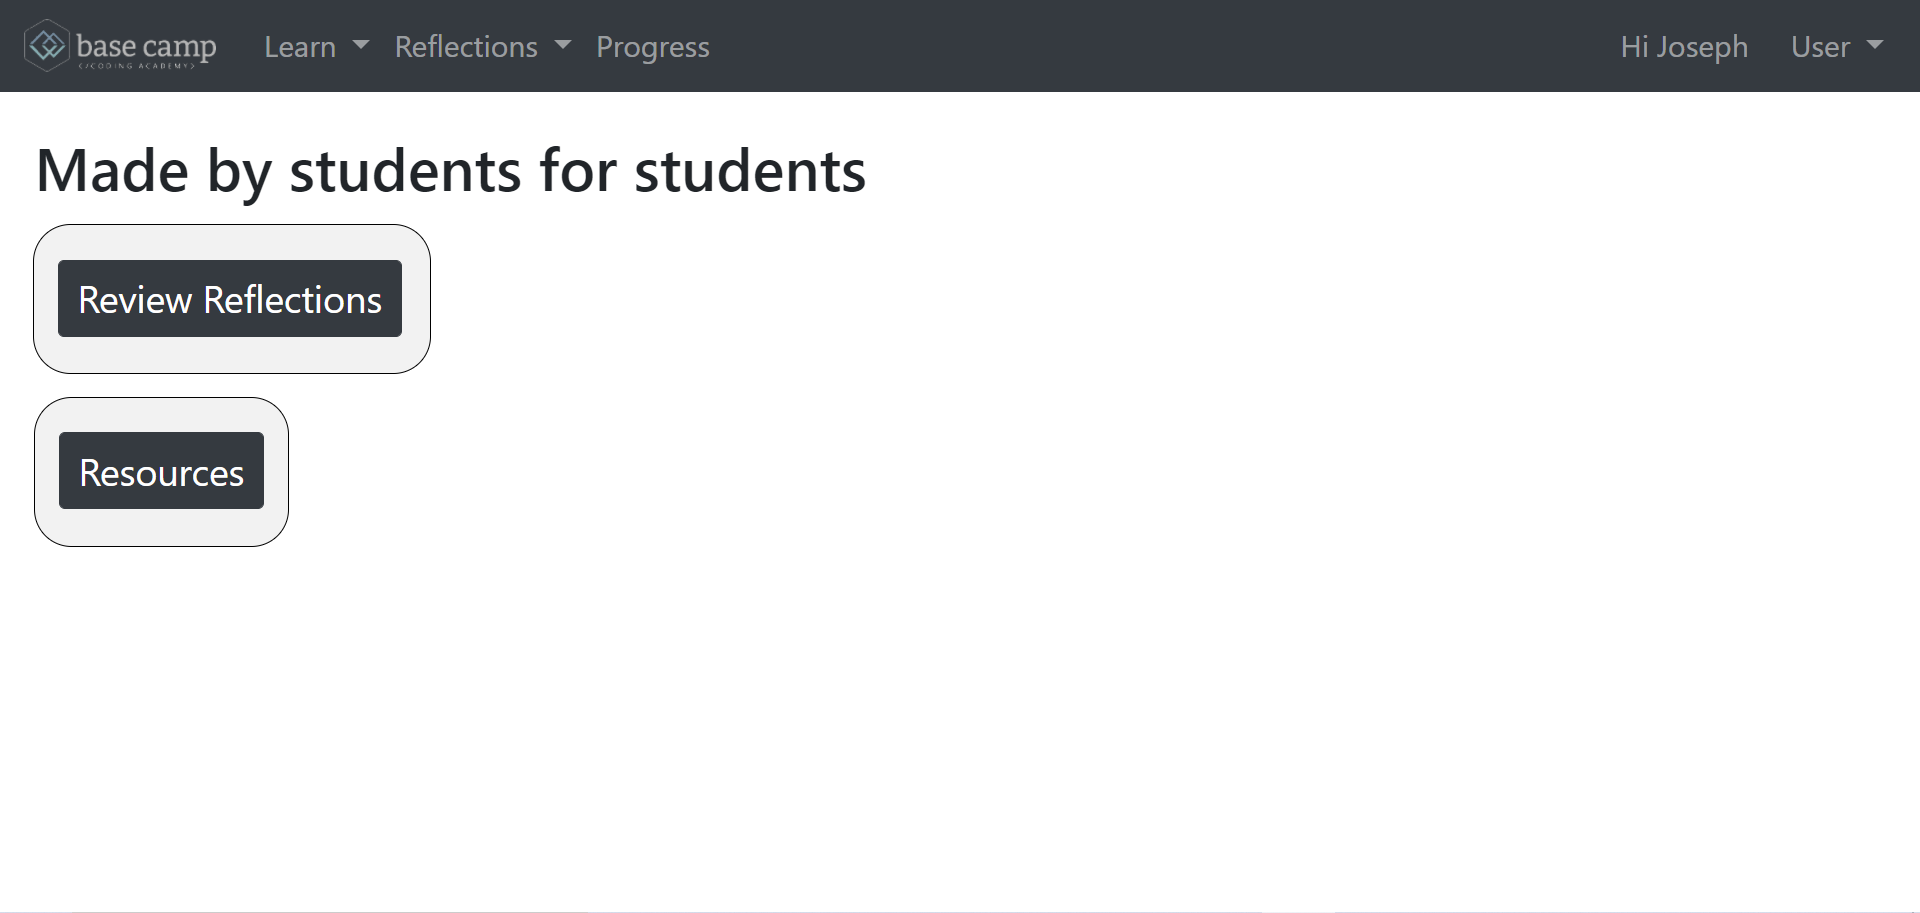 base camp
</CODING ACADEMY>
Learn Reflections Progress Hi Joseph User
Made by students for students
Review Reflections
Resources